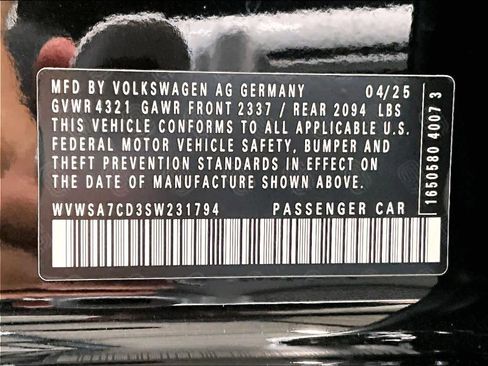 MFD BY VOLKSWAGEN AG GERMANY 04/25
GVWR 4321 GAWR FRONT 2337 / REAR 2094 LBS
THIS VEHICLE CONFORMS TO ALL APPLICABLE U.S.
FEDERAL MOTOR VEHICLE SAFETY, BUMPER AND
THEFT PREVENTION STANDARDS IN EFFECT ON
THE DATE OF MANUFACTURE SHOWN ABOVE.
WVWSA7CD3SW231794 PASSENGER CAR
1650580 4007 3